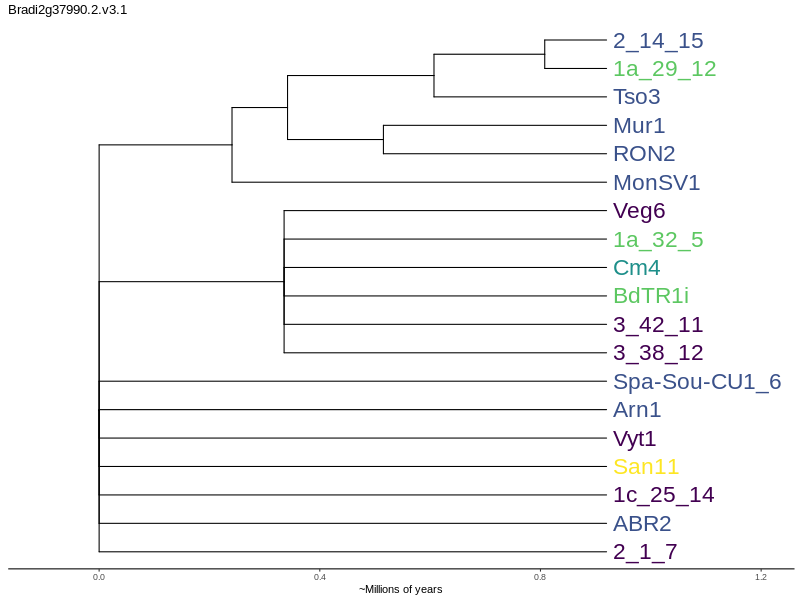 Bradi2g37990.2.v3.1
2_14_15
1a_29_12
Tso3
Mur1
RON2
MonSV1
Veg6
1a_32_5
Cm4
BdTR1i
3_42_11
3_38_12
Spa-Sou-CU1_6
Arn1
Vyt1
San11
1c_25_14
ABR2
2_1_7
0.0 0.4 0.8 1.2
~Millions of years